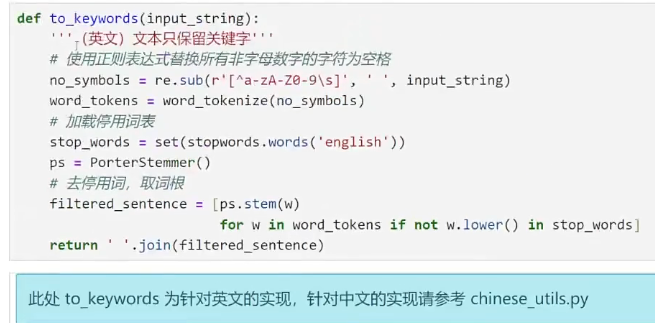 def to_keywords(input_string):
    '''（英文）文本只保留关键字'''
    # 使用正则表达式替换所有非字母数字的字符为空格
    no_symbols = re.sub(r'[^a-zA-Z0-9\s]', ' ', input_string)
    word_tokens = word_tokenize(no_symbols)
    # 加载停用词表
    stop_words = set(stopwords.words('english'))
    ps = PorterStemmer()
    # 去停用词，取词根
    filtered_sentence = [ps.stem(w)
                         for w in word_tokens if not w.lower() in stop_words]
    return ' '.join(filtered_sentence)
此处 to_keywords 为针对英文的实现，针对中文的实现请参考 chinese_utils.py